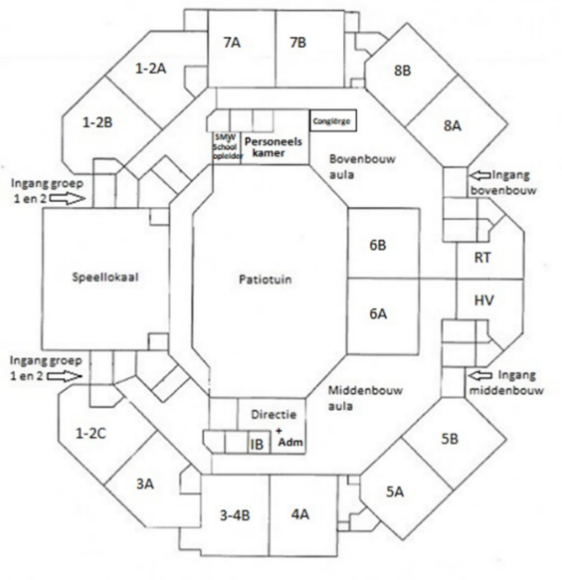 7A
7B
1-2A
8B
1-2B
8A
Congiërge
SMW
School
opleider
Personeels
kamer
Bovenbouw
aula
Ingang groep
1 en 2
Ingang
bovenbouw
6B
RT
Speellokaal
Patiotuin
HV
6A
Ingang groep
1 en 2
Ingang
middenbouw
Middenbouw
aula
Directie
+
Adm
IB
1-2C
5B
3A
5A
3-4B
4A